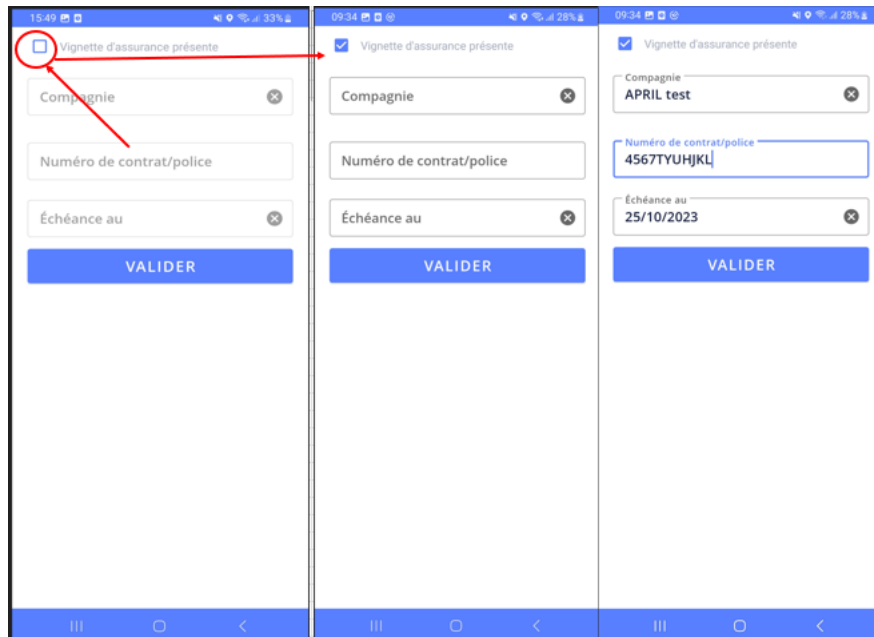 15:49 33%
Vignette d'assurance présente
Compagnie
Numéro de contrat/police
Échéance au
VALIDER
09:34 28%
Vignette d'assurance présente
Compagnie
Numéro de contrat/police
Échéance au
VALIDER
09:34 28%
Vignette d'assurance présente
Compagnie
APRIL test
Numéro de contrat/police
4567TYUHJKL
Échéance au
25/10/2023
VALIDER